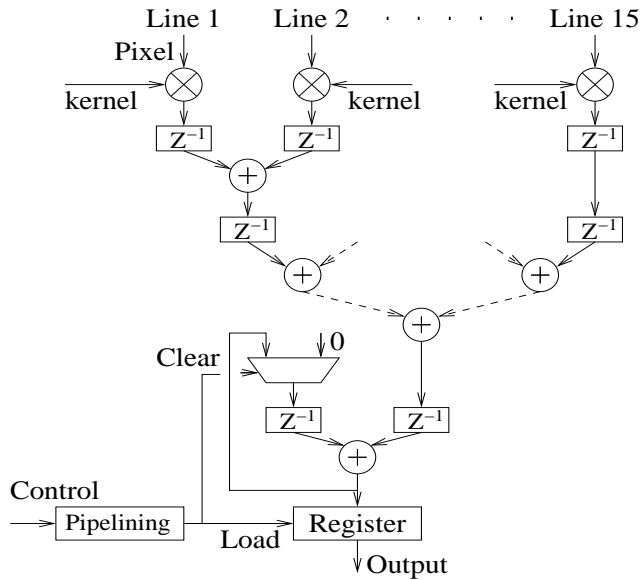 Line 1 Line 2 . . . . . Line 15
Pixel
kernel kernel kernel
Z⁻¹ Z⁻¹ Z⁻¹
+
Z⁻¹ Z⁻¹
+ +
+
0
Clear
Z⁻¹ Z⁻¹
+
Control
Pipelining Register
Load
Output